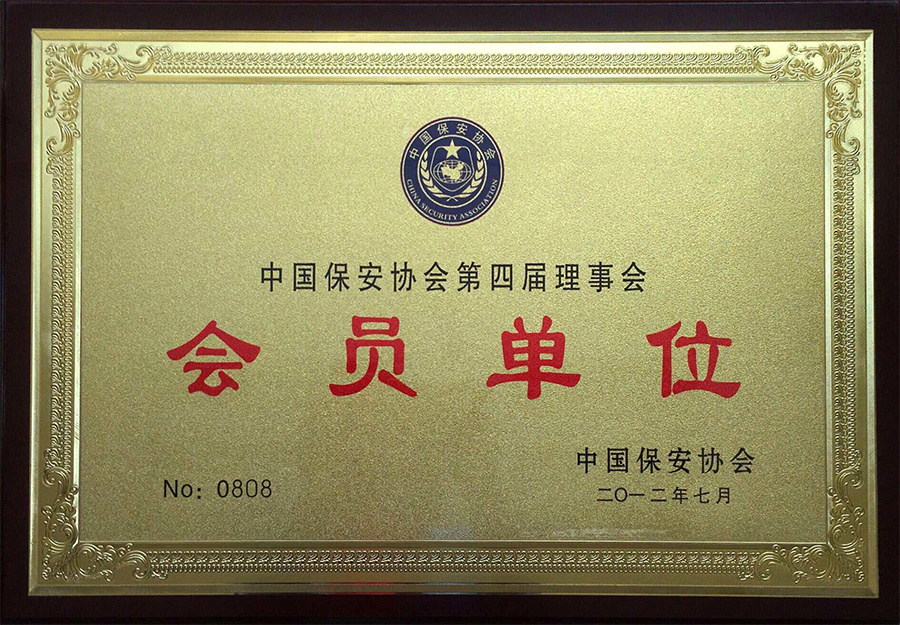 中国保安协会
CHINA SECURITY ASSOCIATION
中国保安协会第四届理事会
会员单位
No: 0808
中国保安协会
二〇一二年七月